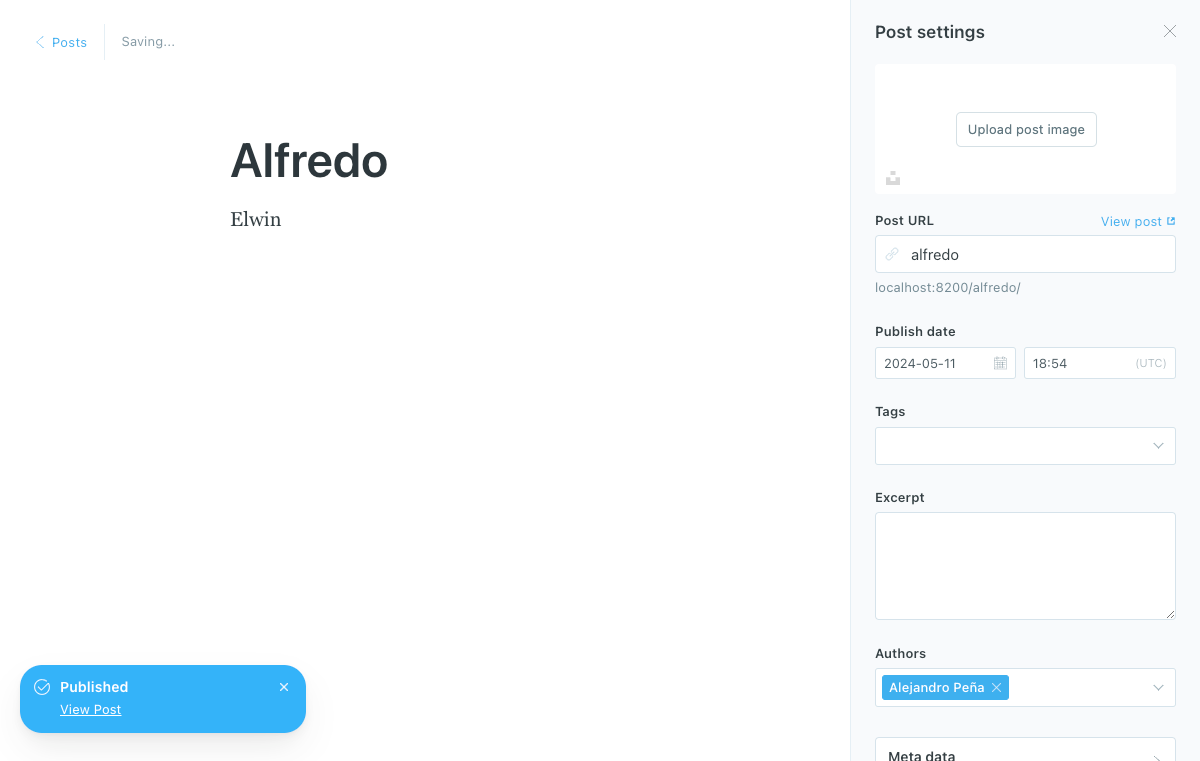 Posts
Saving...
Alfredo
Elwin
Published
View Post
Post settings
Upload post image
Post URL
View post
alfredo
localhost:8200/alfredo/
Publish date
2024-05-11
18:54
(UTC)
Tags
Excerpt
Authors
Alejandro Peña
Meta data